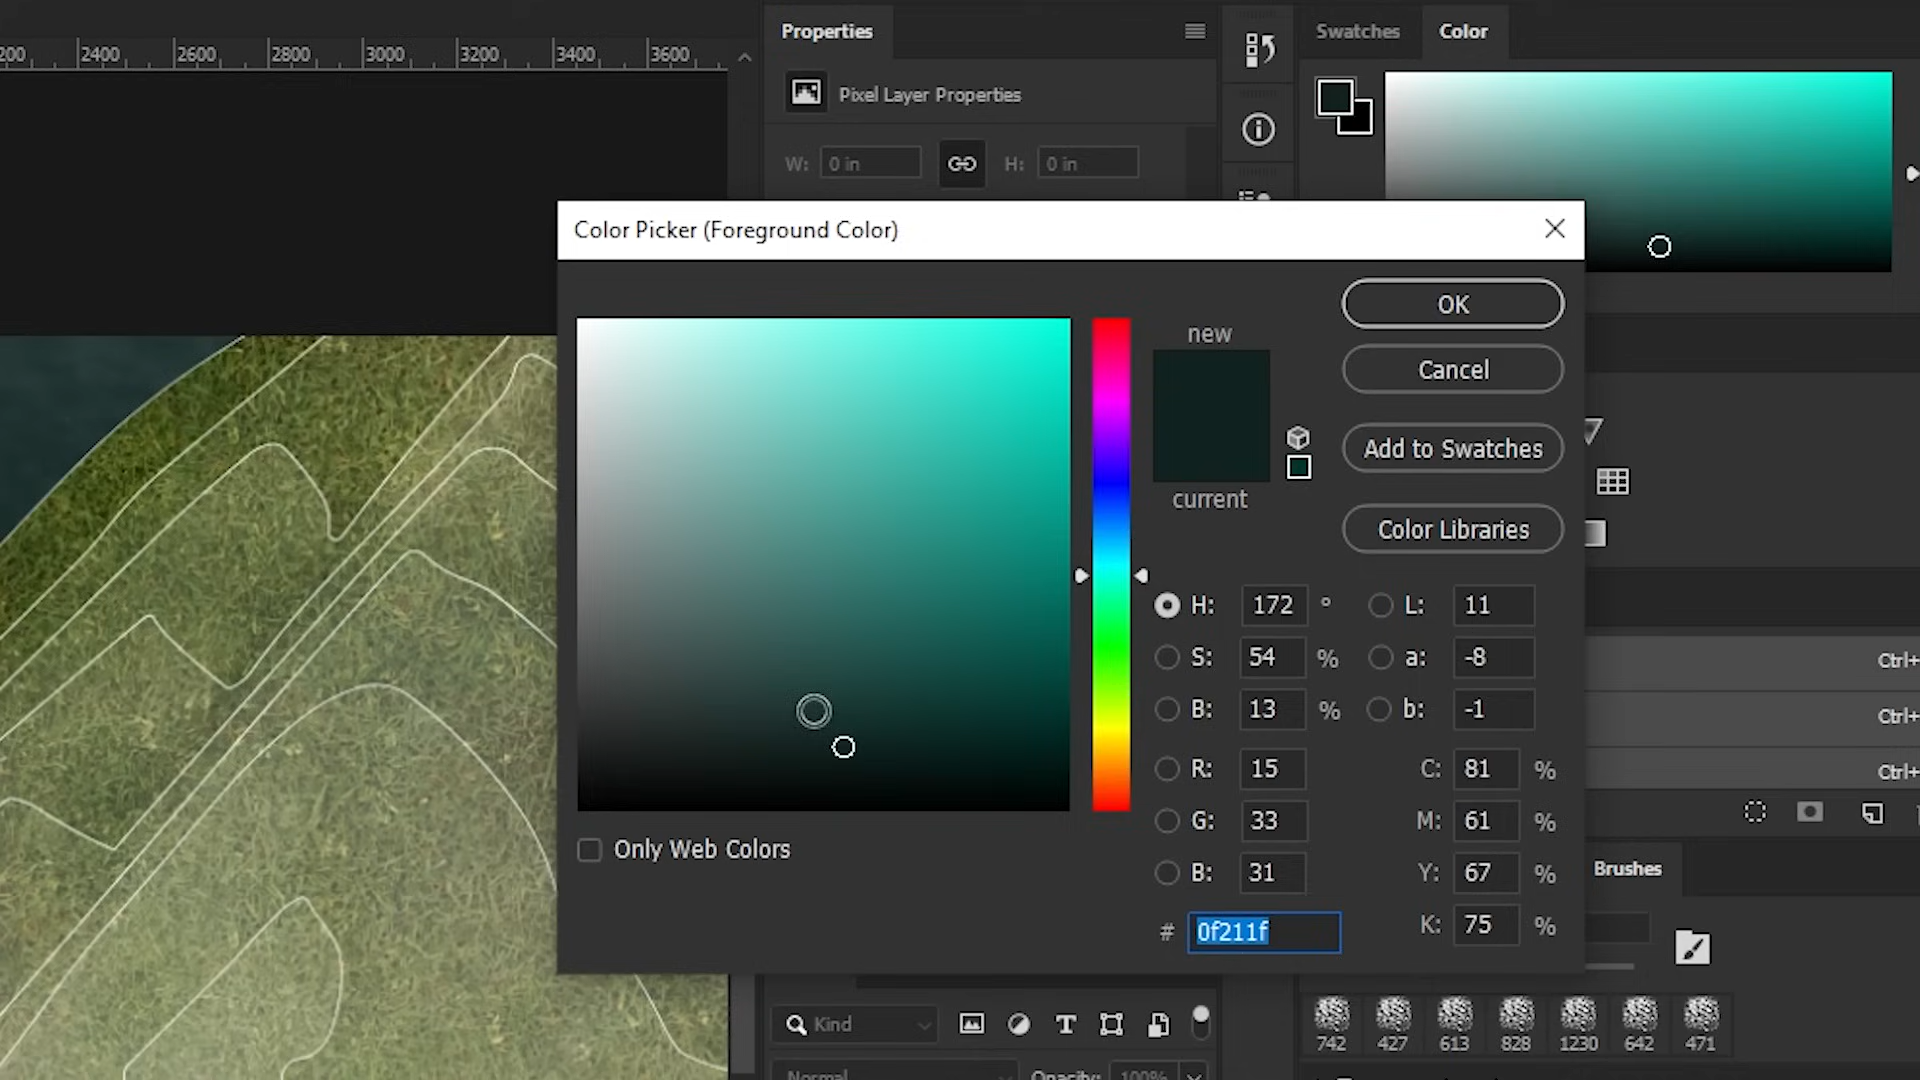 Properties
Swatches
Color
2400 2600 2800 3000 3200 3400 3600
Pixel Layer Properties
W: 0 in H: 0 in
Color Picker (Foreground Color)
OK
new
Cancel
Add to Swatches
current
Color Libraries
H: 172 ° L: 11
S: 54 % a: -8
B: 13 % b: -1
R: 15 C: 81 %
G: 33 M: 61 %
B: 31 Y: 67 %
# 0f211f K: 75 %
Only Web Colors
Ctrl+
Ctrl+
Ctrl+
Brushes
Kind
742 427 613 828 1230 642 471
Normal Opacity: 100%